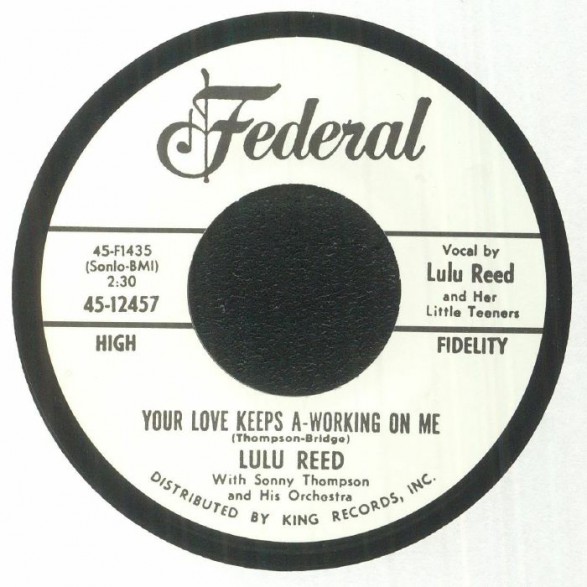 Federal
45-F1435
(Sonlo-BMI)
2:30
45-12457
Vocal by
Lulu Reed
and Her
Little Teeners
HIGH
FIDELITY
YOUR LOVE KEEPS A-WORKING ON ME
(Thompson-Bridge)
LULU REED
With Sonny Thompson
and His Orchestra
DISTRIBUTED BY KING RECORDS, INC.